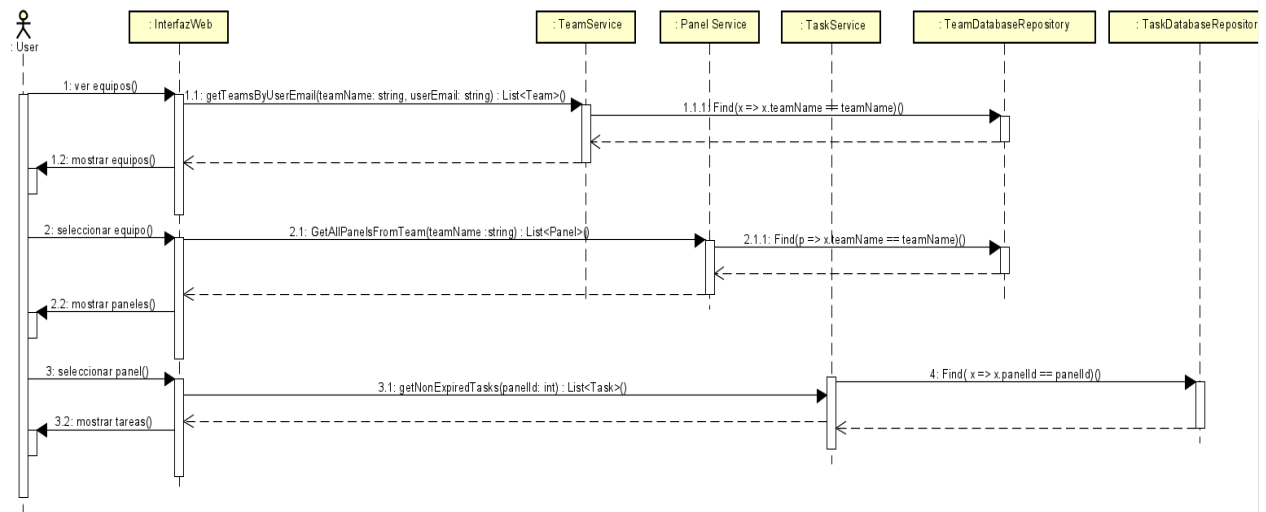 : User
: InterfazWeb
: TeamService
: Panel Service
: TaskService
: TeamDatabaseRepository
: TaskDatabaseRepositor
1: ver equipos()
1.1: getTeamsByUserEmail(teamName: string, userEmail: string) : List<Team>()
1.1.1: Find(x => x.teamName == teamName)()
1.2: mostrar equipos()
2: seleccionar equipo()
2.1: GetAllPanelsFromTeam(teamName :string) : List<Panel>()
2.1.1: Find(p => x.teamName == teamName)()
2.2: mostrar paneles()
3: seleccionar panel()
3.1: getNonExpiredTasks(panelId: int) : List<Task>()
4: Find( x => x.panelId == panelId)()
3.2: mostrar tareas()